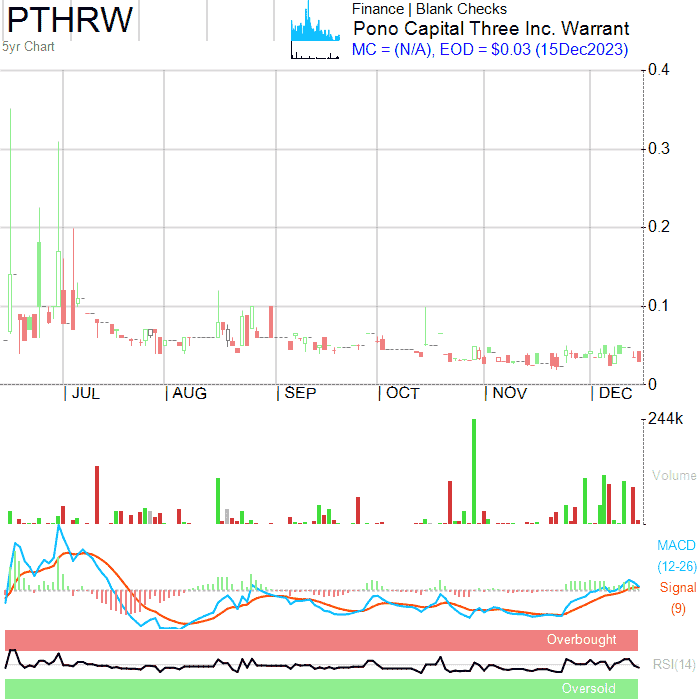 PTHRW
5yr Chart
Finance | Blank Checks
Pono Capital Three Inc. Warrant
MC = (N/A), EOD = $0.03 (15Dec2023)
0.4
0.3
0.2
0.1
0
JUL
AUG
SEP
OCT
NOV
DEC
244k
Volume
MACD
(12-26)
Signal
(9)
Overbought
RSI(14)
Oversold